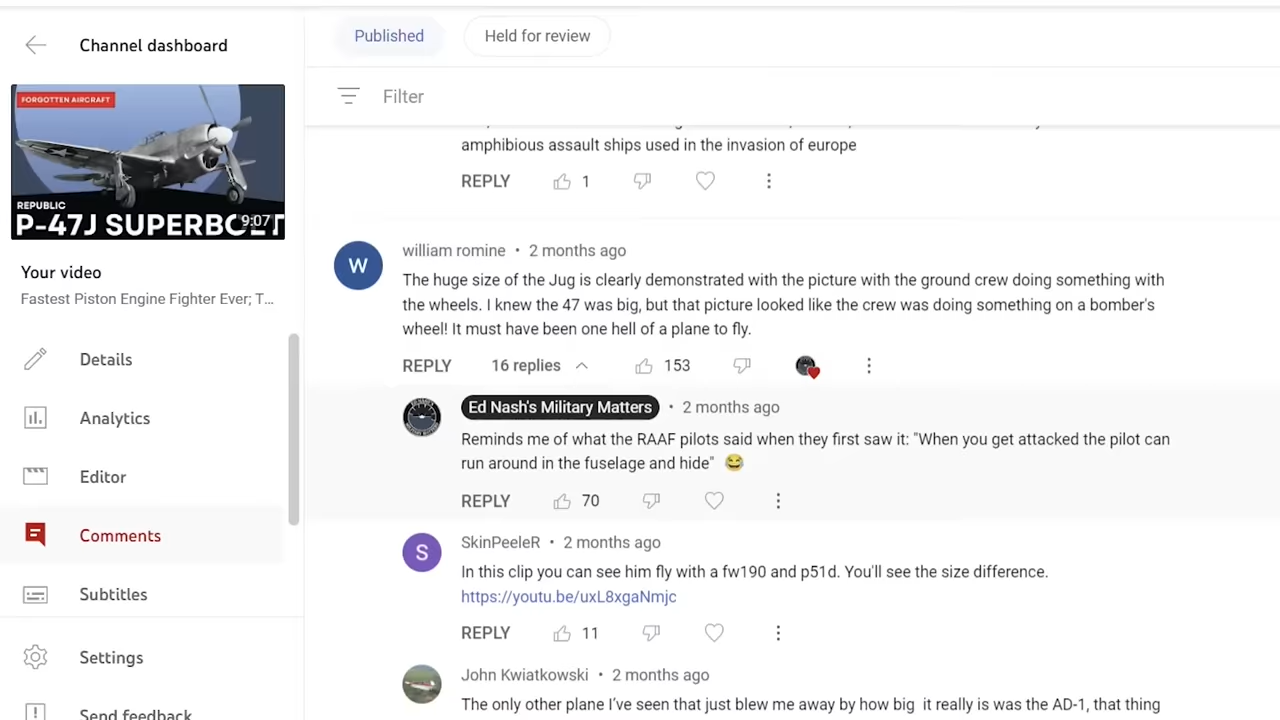 Channel dashboard
FORGOTTEN AIRCRAFT
REPUBLIC
P-47J SUPERBOLT
9:07
Your video
Fastest Piston Engine Fighter Ever; T...
Details
Analytics
Editor
Comments
Subtitles
Settings
Send feedback
Published
Held for review
Filter
amphibious assault ships used in the invasion of europe
REPLY 1
W
william romine • 2 months ago
The huge size of the Jug is clearly demonstrated with the picture with the ground crew doing something with
the wheels. I knew the 47 was big, but that picture looked like the crew was doing something on a bomber's
wheel! It must have been one hell of a plane to fly.
REPLY 16 replies 153
Ed Nash's Military Matters • 2 months ago
Reminds me of what the RAAF pilots said when they first saw it: "When you get attacked the pilot can
run around in the fuselage and hide" 😂
REPLY 70
S
SkinPeeleR • 2 months ago
In this clip you can see him fly with a fw190 and p51d. You'll see the size difference.
https://youtu.be/uxL8xgaNmjc
REPLY 11
John Kwiatkowski • 2 months ago
The only other plane I've seen that just blew me away by how big it really is was the AD-1, that thing